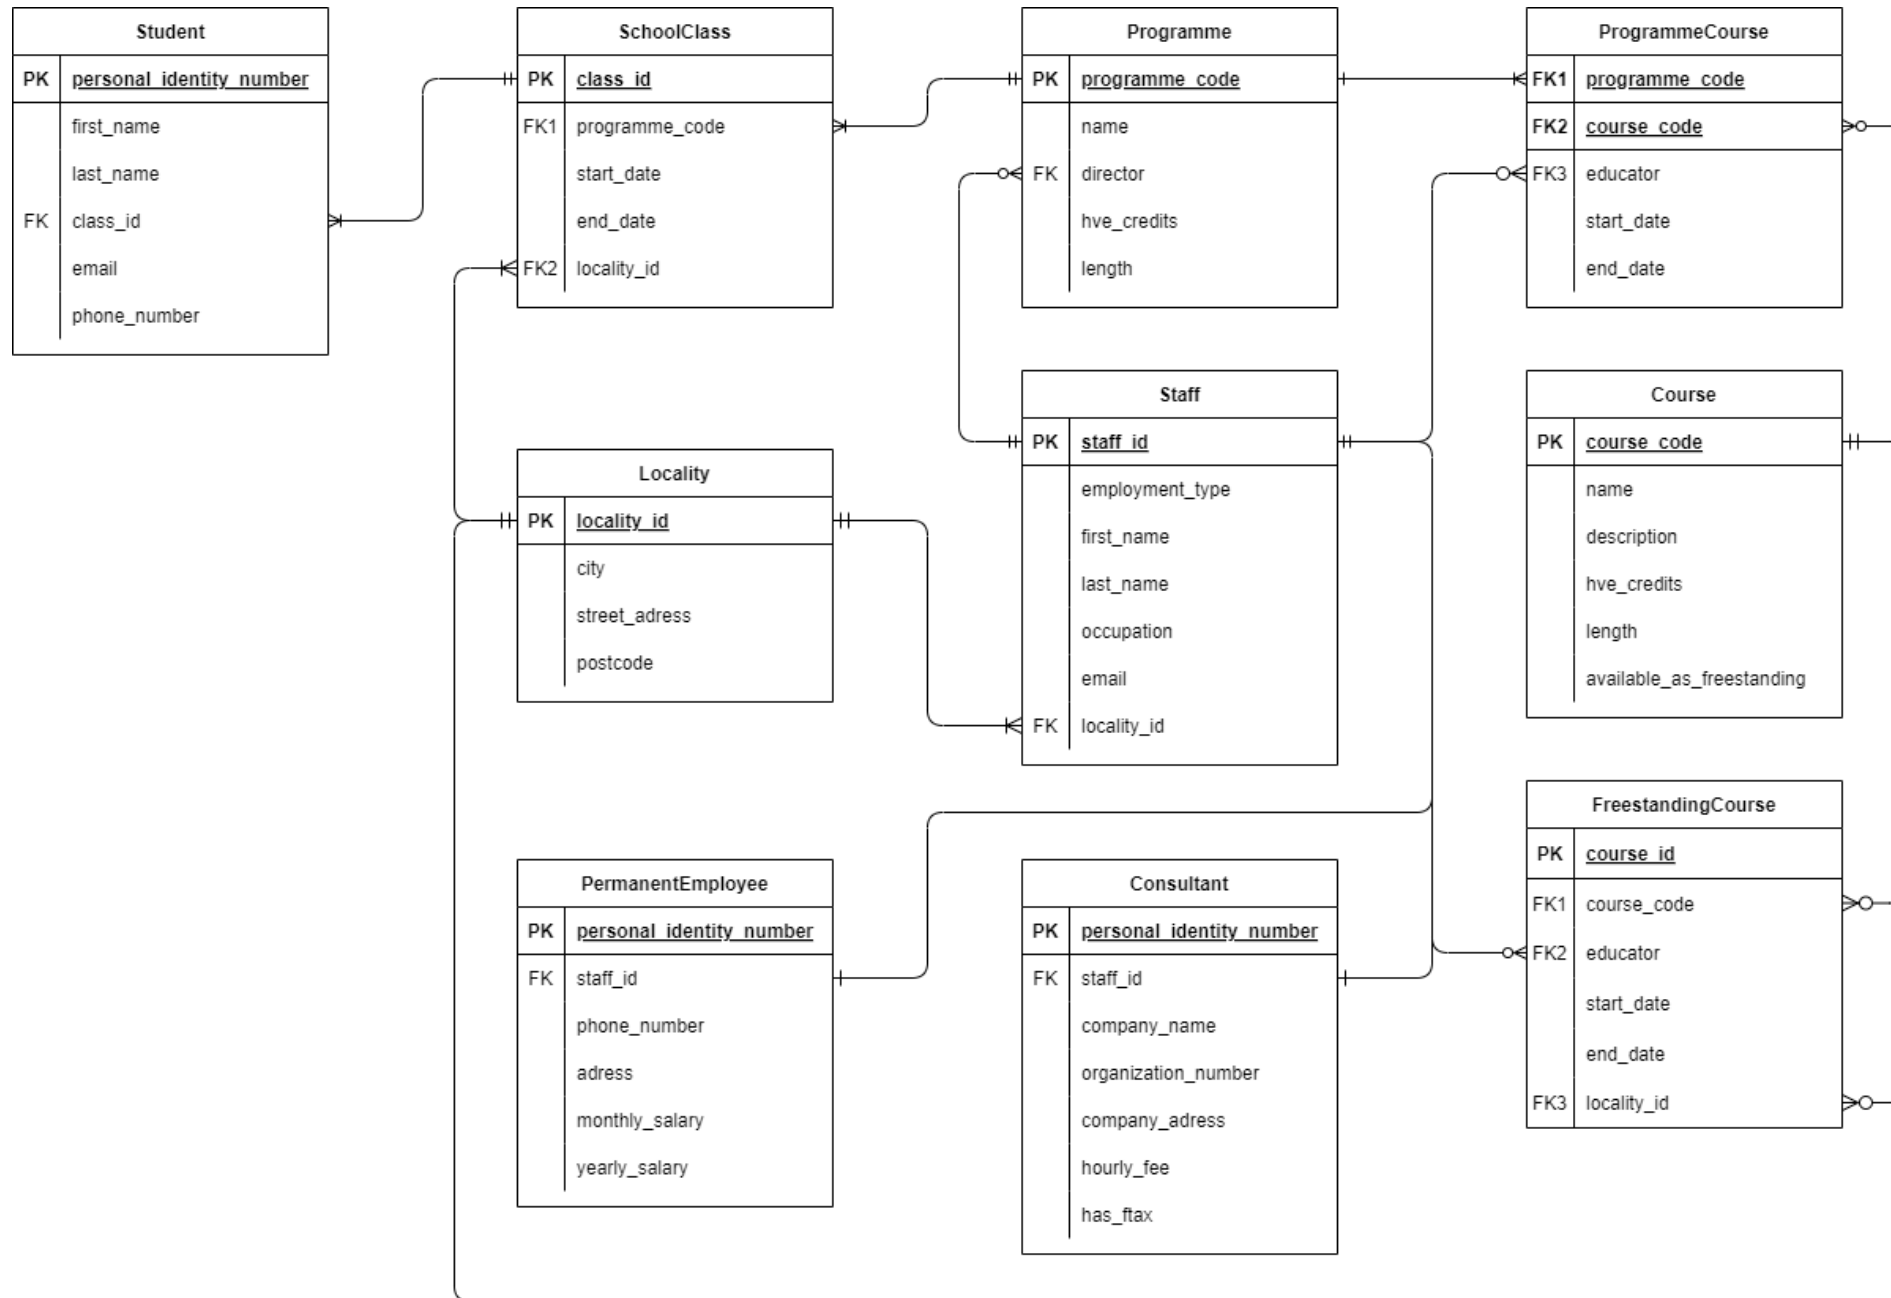 Student
PK personal_identity_number
first_name
last_name
FK class_id
email
phone_number
SchoolClass
PK class_id
FK1 programme_code
start_date
end_date
FK2 locality_id
Programme
PK programme_code
name
FK director
hve_credits
length
ProgrammeCourse
FK1 programme_code
FK2 course_code
FK3 educator
start_date
end_date
Locality
PK locality_id
city
street_adress
postcode
Staff
PK staff_id
employment_type
first_name
last_name
occupation
email
FK locality_id
Course
PK course_code
name
description
hve_credits
length
available_as_freestanding
PermanentEmployee
PK personal_identity_number
FK staff_id
phone_number
adress
monthly_salary
yearly_salary
Consultant
PK personal_identity_number
FK staff_id
company_name
organization_number
company_adress
hourly_fee
has_ftax
FreestandingCourse
PK course_id
FK1 course_code
FK2 educator
start_date
end_date
FK3 locality_id